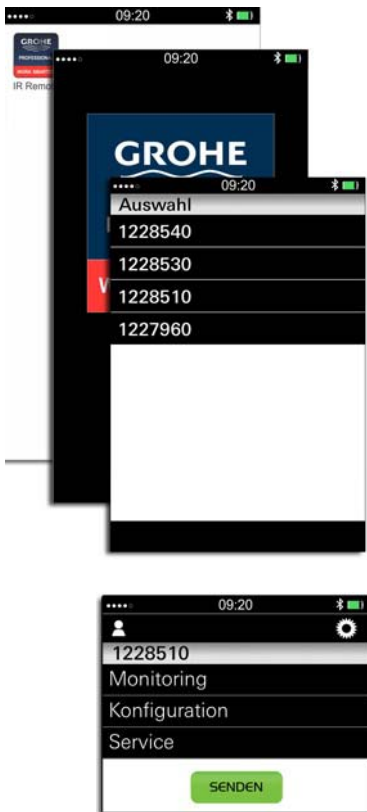 09:20
GROHE
PROFESSIONAL
IR Remo
09:20
GROHE
W
09:20
Auswahl
1228540
1228530
1228510
1227960
09:20
1228510
Monitoring
Konfiguration
Service
SENDEN